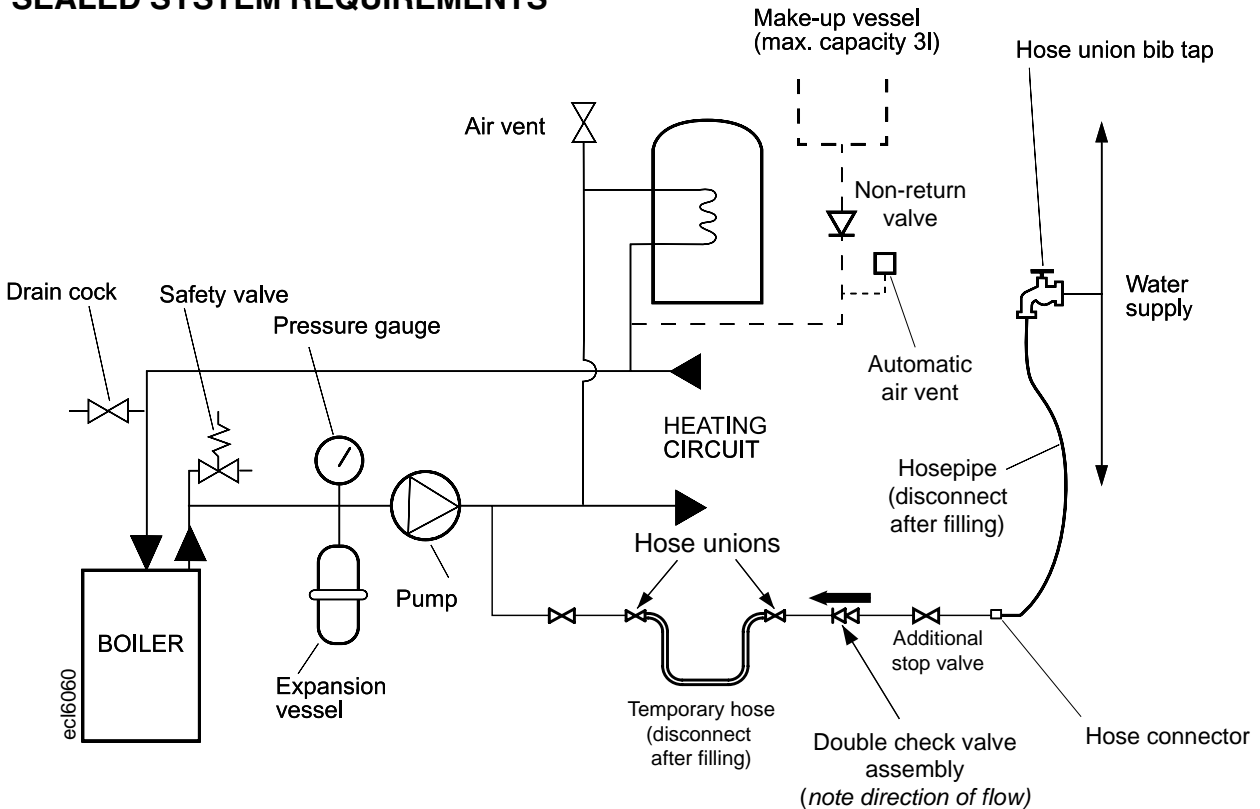 SEALED SYSTEM REQUIREMENTS
Make-up vessel
(max. capacity 3l)
Hose union bib tap
Air vent
Non-return
valve
Drain cock
Safety valve
Pressure gauge
Water
supply
Automatic
air vent
HEATING
CIRCUIT
Hosepipe
(disconnect
after filling)
Hose unions
Pump
BOILER
Additional
stop valve
Expansion
vessel
ecl6060
Temporary hose
(disconnect
after filling)
Double check valve
assembly
(note direction of flow)
Hose connector